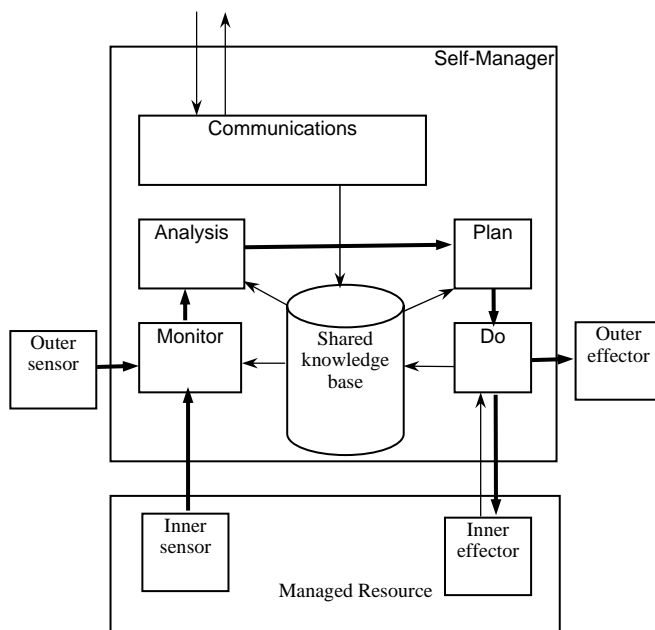 Self-Manager
Communications
Analysis
Plan
Outer
sensor
Monitor
Shared
knowledge
base
Do
Outer
effector
Inner
sensor
Inner
effector
Managed Resource